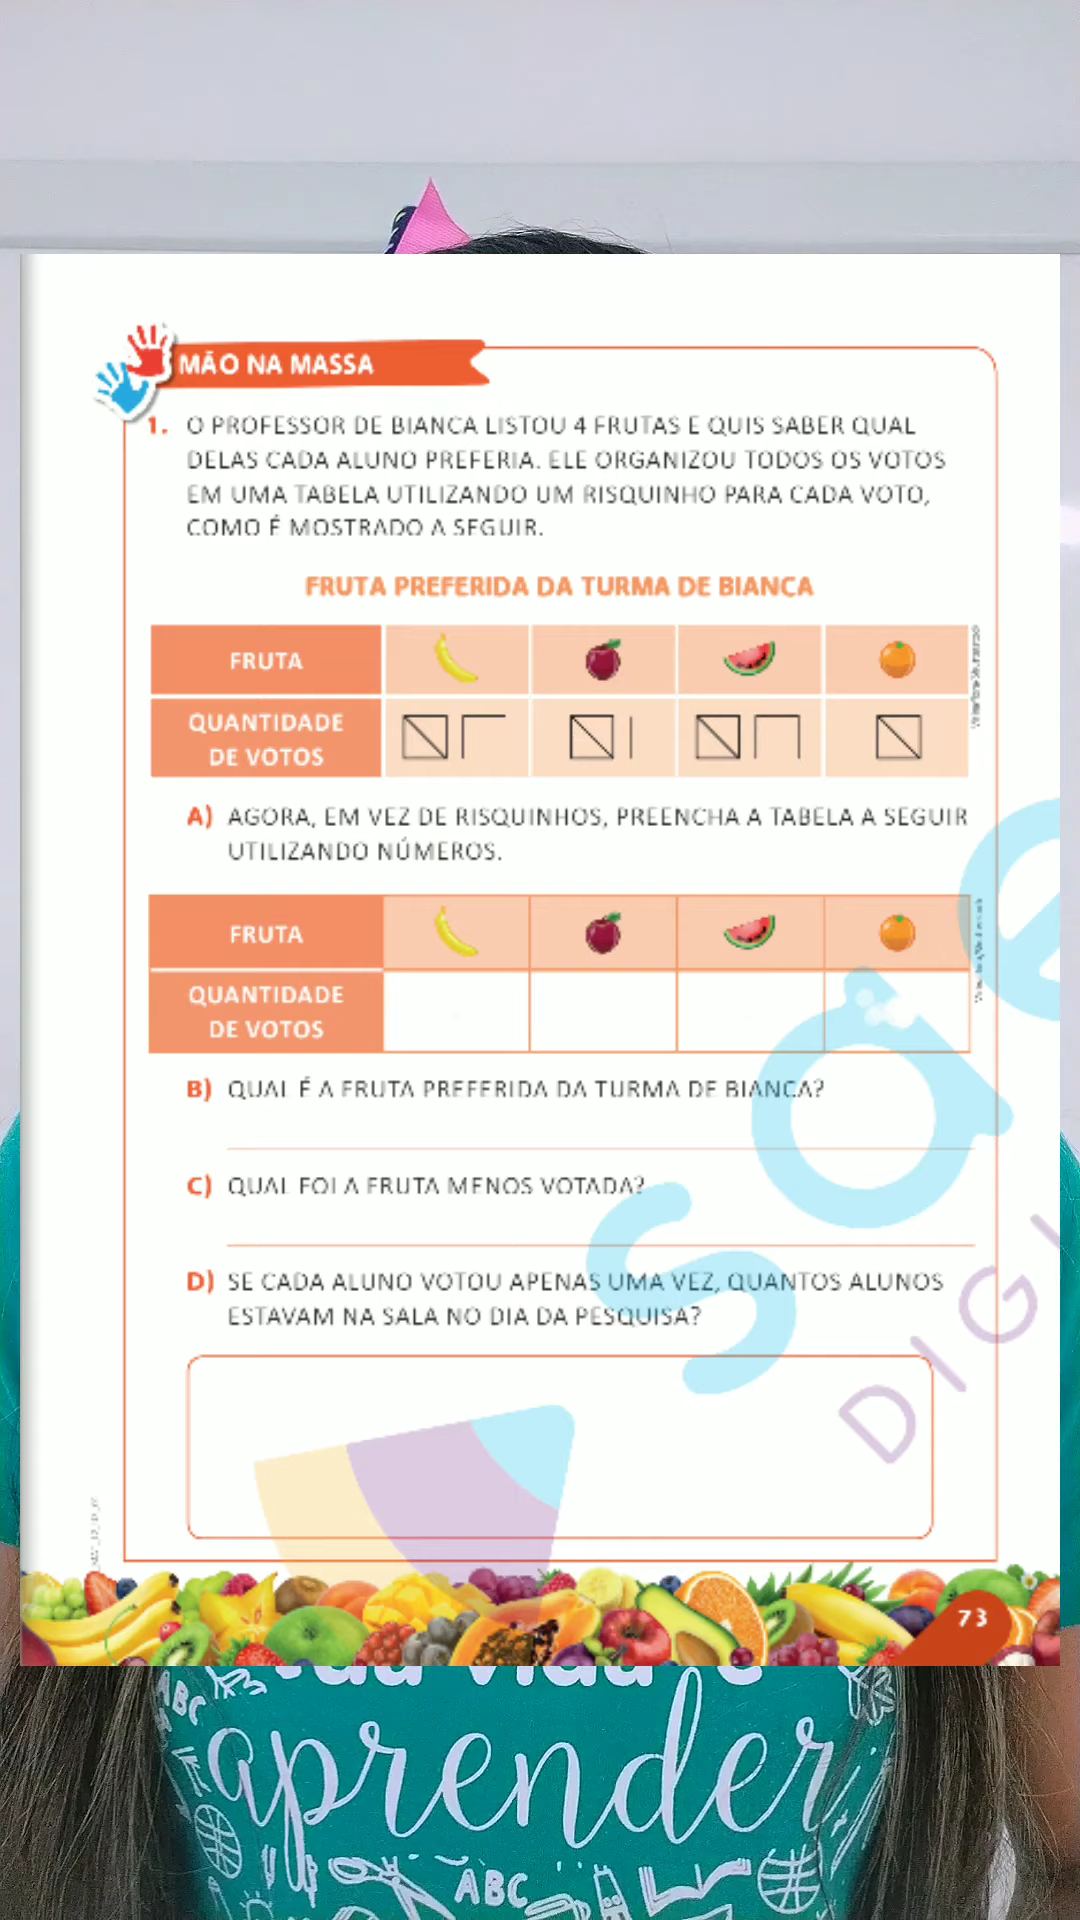 MÃO NA MASSA
1. O PROFESSOR DE BIANCA LISTOU 4 FRUTAS E QUIS SABER QUAL
DELAS CADA ALUNO PREFERIA. ELE ORGANIZOU TODOS OS VOTOS
EM UMA TABELA UTILIZANDO UM RISQUINHO PARA CADA VOTO,
COMO É MOSTRADO A SEGUIR.
FRUTA PREFERIDA DA TURMA DE BIANCA
FRUTA
QUANTIDADE
DE VOTOS
A) AGORA, EM VEZ DE RISQUINHOS, PREENCHA A TABELA A SEGUIR
UTILIZANDO NÚMEROS.
FRUTA
QUANTIDADE
DE VOTOS
B) QUAL É A FRUTA PREFERIDA DA TURMA DE BIANCA?
C) QUAL FOI A FRUTA MENOS VOTADA?
D) SE CADA ALUNO VOTOU APENAS UMA VEZ, QUANTOS ALUNOS
ESTAVAM NA SALA NO DIA DA PESQUISA?
sae
DIGI
73
vida é
ABC
aprender
ABC